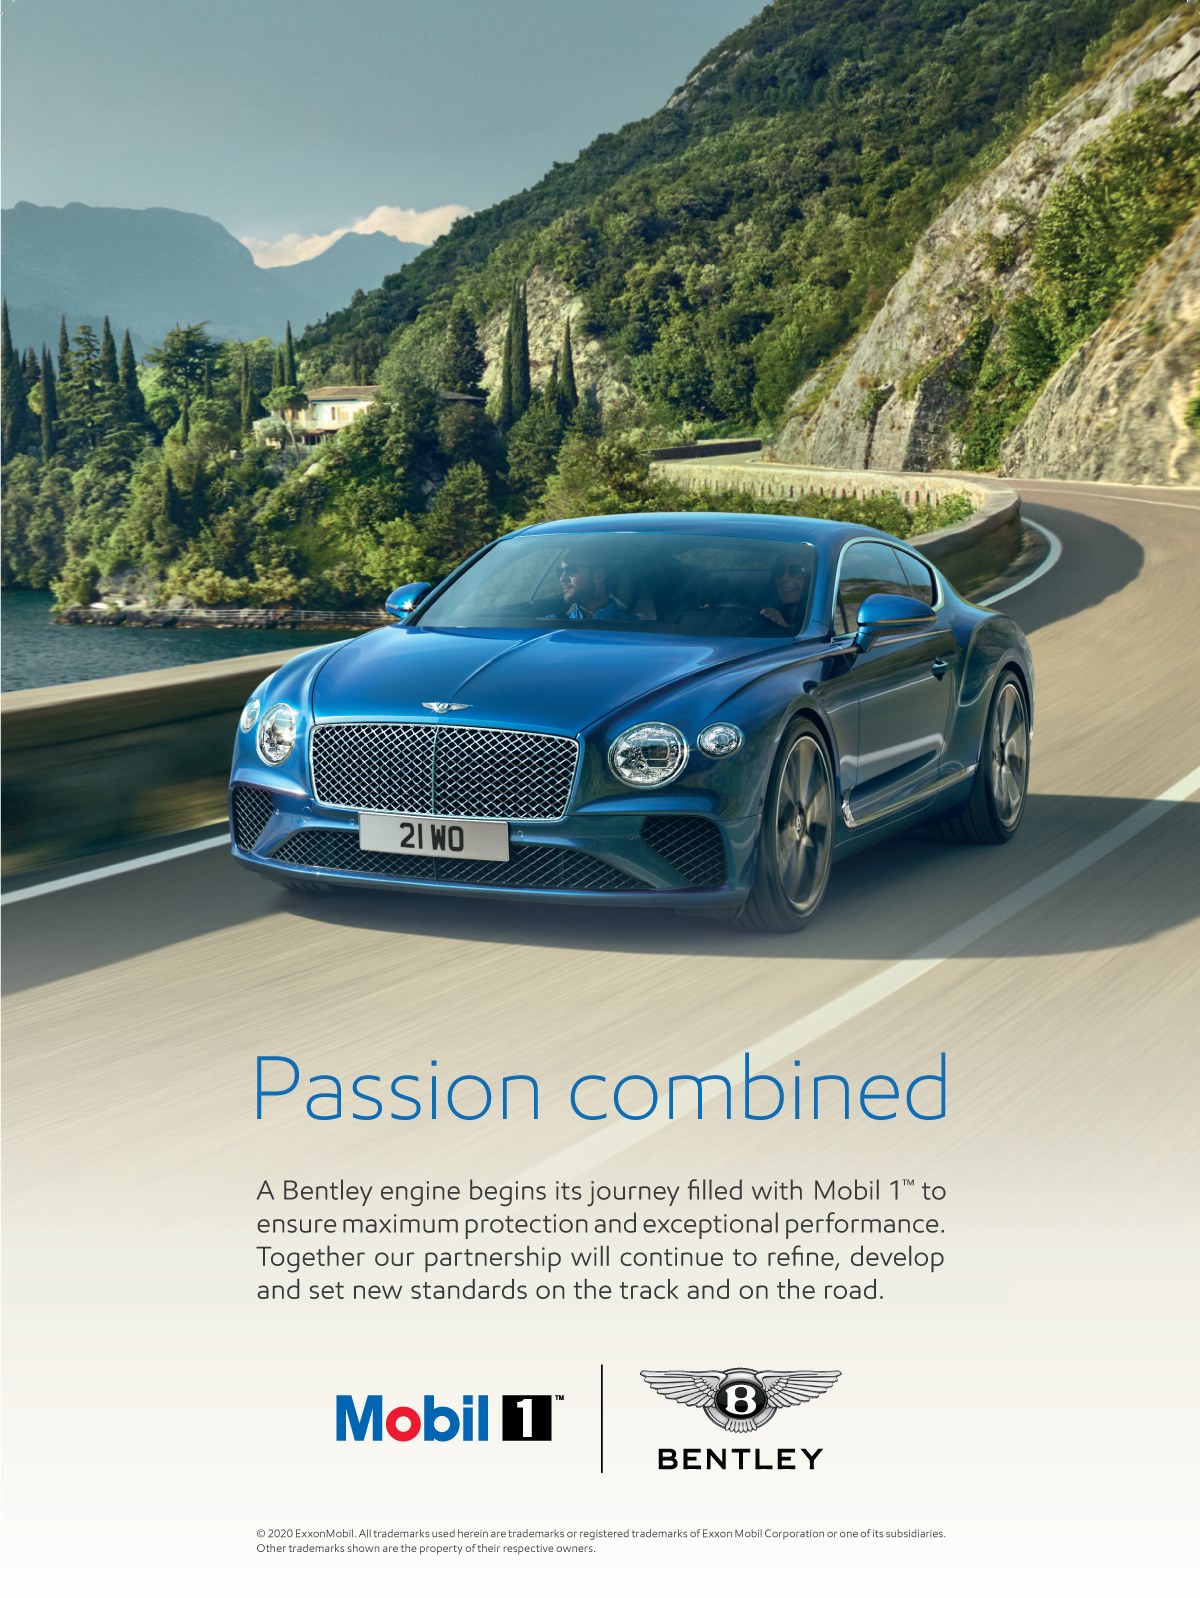 21 WO
Passion combined
A Bentley engine begins its journey filled with Mobil 1™ to
ensure maximum protection and exceptional performance.
Together our partnership will continue to refine, develop
and set new standards on the track and on the road.
Mobil 1™
B
BENTLEY
© 2020 ExxonMobil. All trademarks used herein are trademarks or registered trademarks of Exxon Mobil Corporation or one of its subsidiaries.
Other trademarks shown are the property of their respective owners.